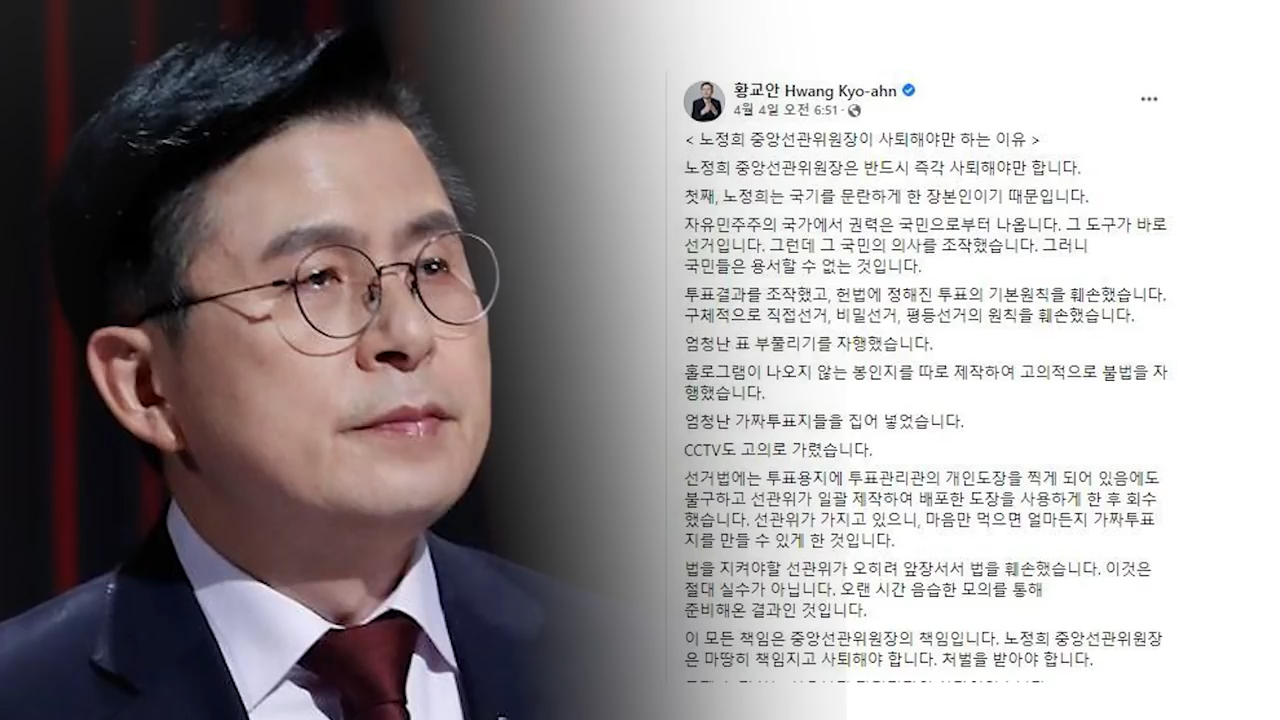 황교안 Hwang Kyo-ahn
4월 4일 오전 6:51 ·
< 노정희 중앙선관위원장이 사퇴해야만 하는 이유 >
노정희 중앙선관위원장은 반드시 즉각 사퇴해야만 합니다.
첫째, 노정희는 국기를 문란하게 한 장본인이기 때문입니다.
자유민주주의 국가에서 권력은 국민으로부터 나옵니다. 그 도구가 바로
선거입니다. 그런데 그 국민의 의사를 조작했습니다. 그러니
국민들은 용서할 수 없는 것입니다.
투표결과를 조작했고, 헌법에 정해진 투표의 기본원칙을 훼손했습니다.
구체적으로 직접선거, 비밀선거, 평등선거의 원칙을 훼손했습니다.
엄청난 표 부풀리기를 자행했습니다.
홀로그램이 나오지 않는 봉인지를 따로 제작하여 고의적으로 불법을 자
행했습니다.
엄청난 가짜투표지들을 집어 넣었습니다.
CCTV도 고의로 가렸습니다.
선거법에는 투표용지에 투표관리관의 개인도장을 찍게 되어 있음에도
불구하고 선관위가 일괄 제작하여 배포한 도장을 사용하게 한 후 회수
했습니다. 선관위가 가지고 있으니, 마음만 먹으면 얼마든지 가짜투표
지를 만들 수 있게 한 것입니다.
법을 지켜야할 선관위가 오히려 앞장서서 법을 훼손했습니다. 이것은
절대 실수가 아닙니다. 오랜 시간 음습한 모의를 통해
준비해온 결과인 것입니다.
이 모든 책임은 중앙선관위원장의 책임입니다. 노정희 중앙선관위원장
은 마땅히 책임지고 사퇴해야 합니다. 처벌을 받아야 합니다.